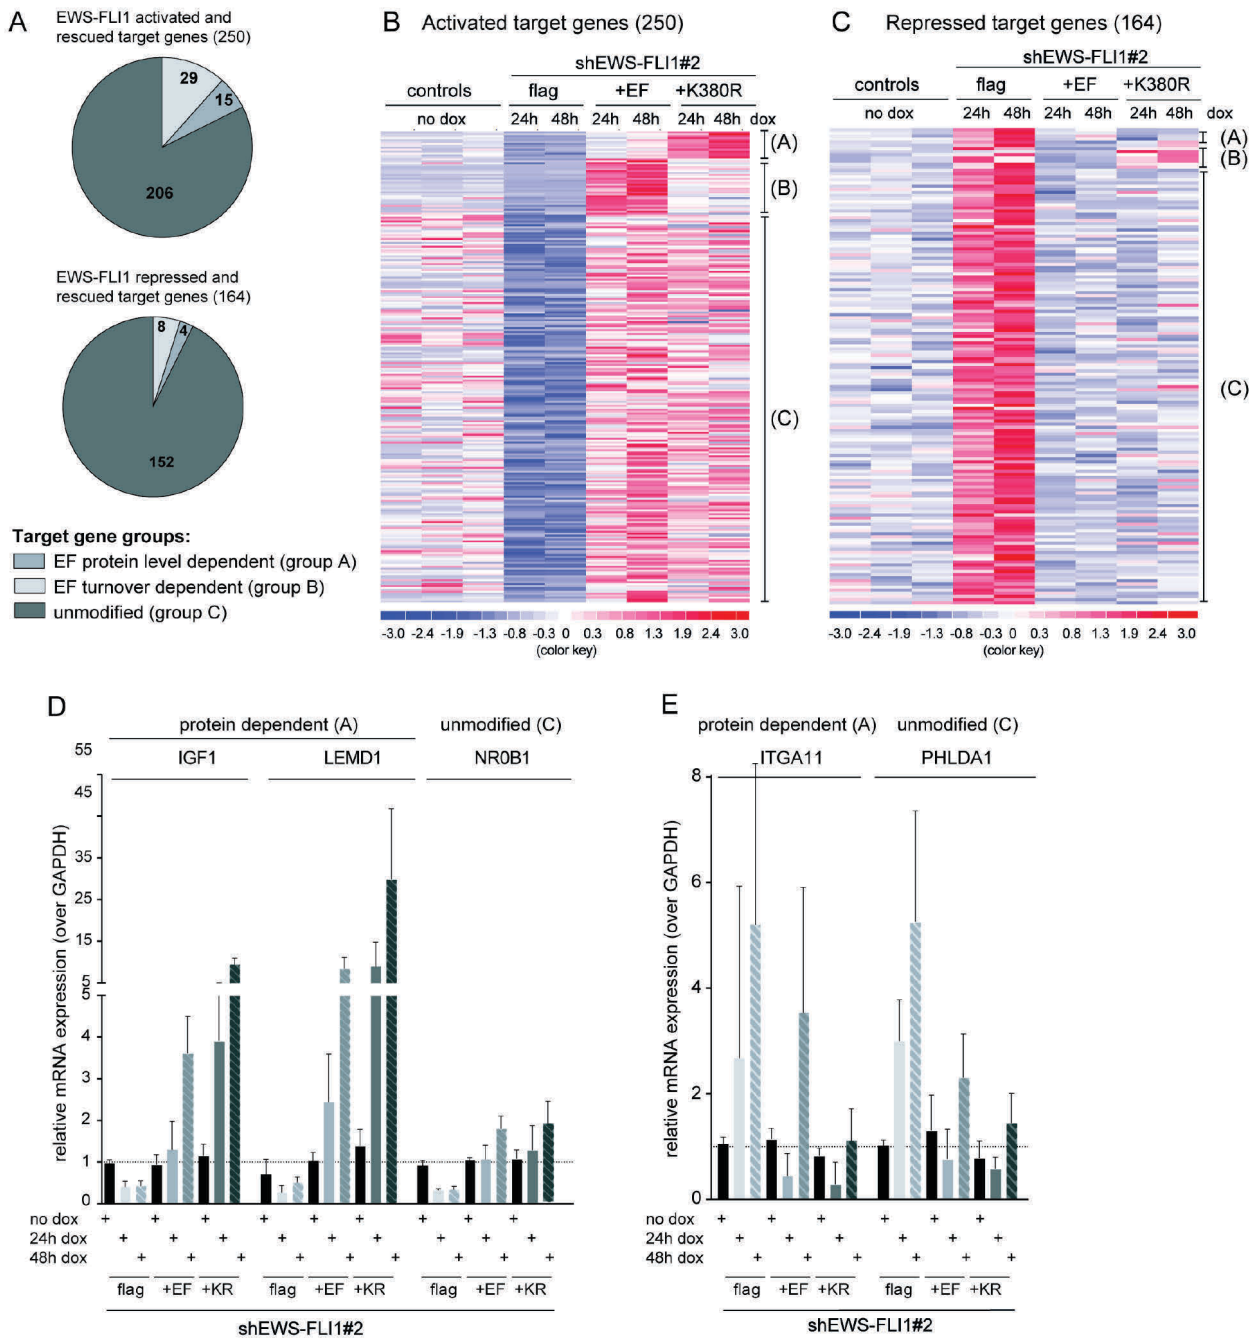 A
EWS-FLI1 activated and
rescued target genes (250)
29
15
206
EWS-FLI1 repressed and
rescued target genes (164)
8
4
152
Target gene groups:
EF protein level dependent (group A)
EF turnover dependent (group B)
unmodified (group C)
B Activated target genes (250)
shEWS-FLI1#2
controls flag +EF +K380R
no dox 24h 48h 24h 48h 24h 48h dox
(A)
(B)
(C)
-3.0 -2.4 -1.9 -0.8 -0.3 0 0.3 0.8 1.3 1.9 2.4 3.0
(color key)
C Repressed target genes (164)
shEWS-FLI1#2
controls flag +EF +K380R
no dox 24h 48h 24h 48h 24h 48h dox
(A)
(B)
(C)
-3.0 -2.4 -1.9 -0.8 -0.3 0 0.3 0.8 1.3 1.9 2.4 3.0
(color key)
D
protein dependent (A) unmodified (C)
IGF1 LEMD1 NR0B1
relative mRNA expression (over GAPDH)
55
45
35
25
15
5
5
4
3
2
1
0
no dox + + + + + + + + +
24h dox + + + + + + + + +
48h dox + + + + + + + + +
flag +EF +KR flag +EF +KR flag +EF +KR
shEWS-FLI1#2
E
protein dependent (A) unmodified (C)
ITGA11 PHLDA1
relative mRNA expression (over GAPDH)
8
6
4
2
1
0
no dox + + + + + +
24h dox + + + + + +
48h dox + + + + + +
flag +EF +KR flag +EF +KR
shEWS-FLI1#2